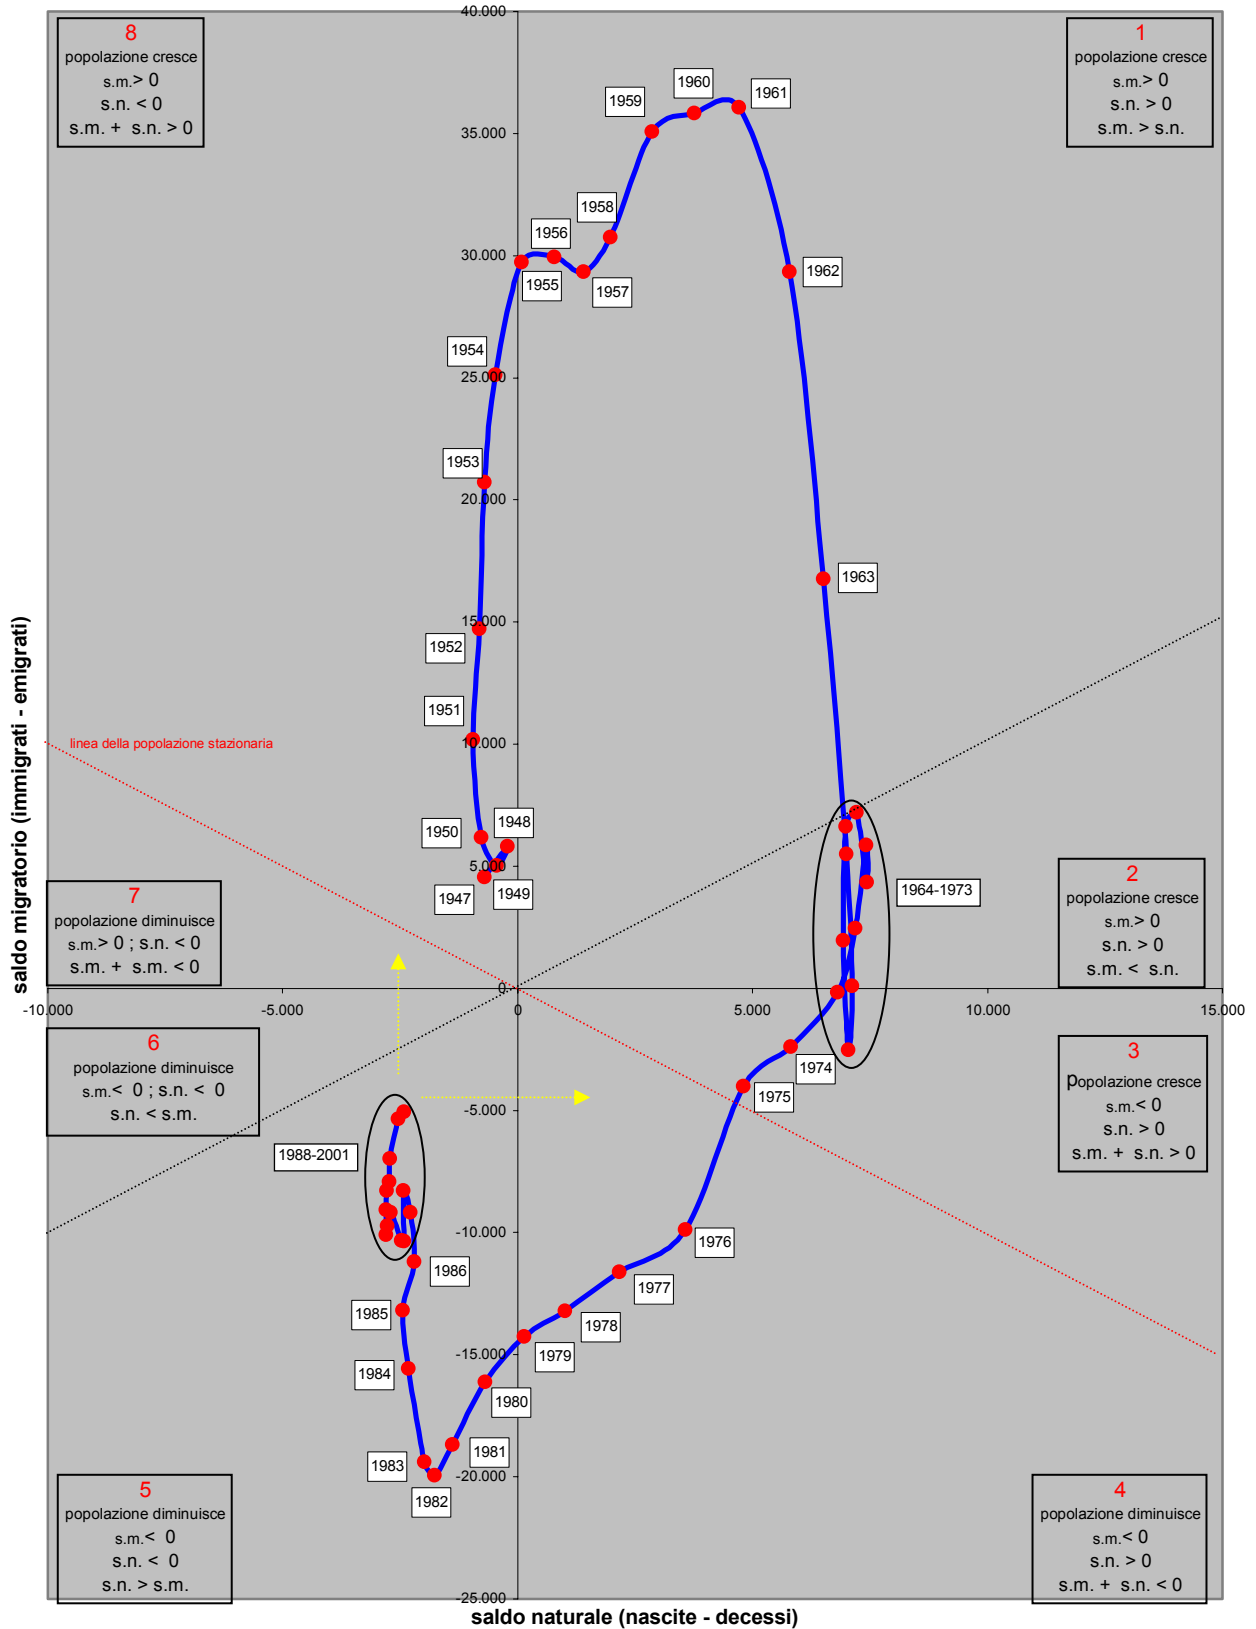 8
popolazione cresce
s.m.> 0
s.n. < 0
s.m. + s.n. > 0
1
popolazione cresce
s.m.> 0
s.n. > 0
s.m. > s.n.
40.000
35.000
30.000
25.000
20.000
15.000
10.000
5.000
0
-5.000
-10.000
-15.000
-20.000
-25.000
1960
1959
1961
1958
1956
1955
1957
1962
1954
1953
1963
1952
1951
linea della popolazione stazionaria
1950
1948
1947
1949
1964-1973
7
popolazione diminuisce
s.m.> 0 ; s.n. < 0
s.m. + s.m. < 0
2
popolazione cresce
s.m.> 0
s.n. > 0
s.m. < s.n.
-10.000
-5.000
0
5.000
10.000
15.000
6
popolazione diminuisce
s.m.< 0 ; s.n. < 0
s.n. < s.m.
3
popolazione cresce
s.m.< 0
s.n. > 0
s.m. + s.n. > 0
1974
1975
1988-2001
1976
1986
1977
1985
1978
1979
1984
1980
1981
1983
1982
5
popolazione diminuisce
s.m.< 0
s.n. < 0
s.n. > s.m.
4
popolazione diminuisce
s.m.< 0
s.n. > 0
s.m. + s.n. < 0
saldo migratorio (immigrati - emigrati)
saldo naturale (nascite - decessi)